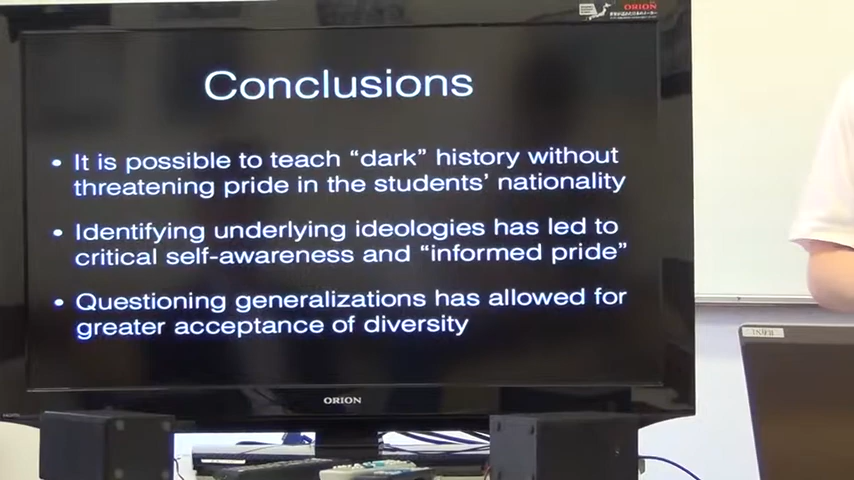 ORION
Conclusions
• It is possible to teach “dark” history without
threatening pride in the students’ nationality
• Identifying underlying ideologies has led to
critical self-awareness and “informed pride”
• Questioning generalizations has allowed for
greater acceptance of diversity
ORION